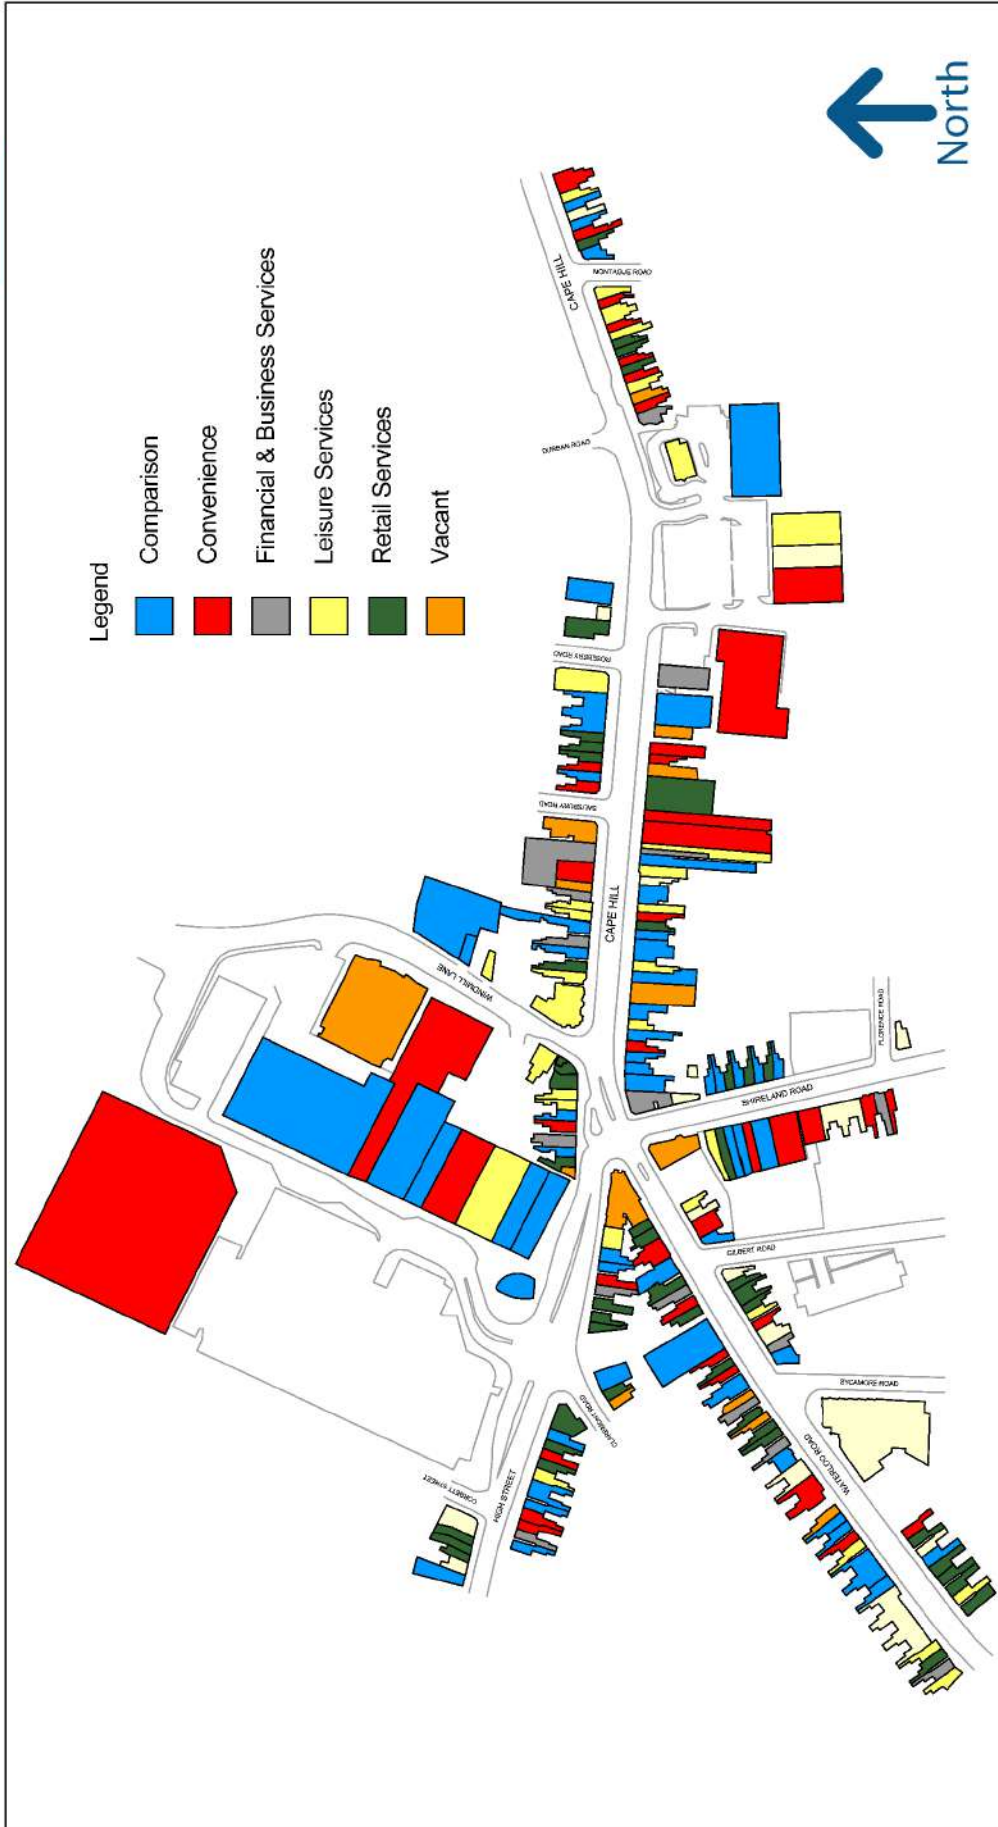 Legend
Comparison
Convenience
Financial & Business Services
Leisure Services
Retail Services
Vacant
North
CAPE HILL
MONTAGUE ROAD
DURBAN ROAD
ROSEBERY ROAD
SALISBURY ROAD
CAPE HILL
WINDMILL LANE
SHIRELAND ROAD
FLORENCE ROAD
GILBERT ROAD
SYCAMORE ROAD
WATERLOO ROAD
CLAREMONT ROAD
HIGH STREET
CORBETT STREET